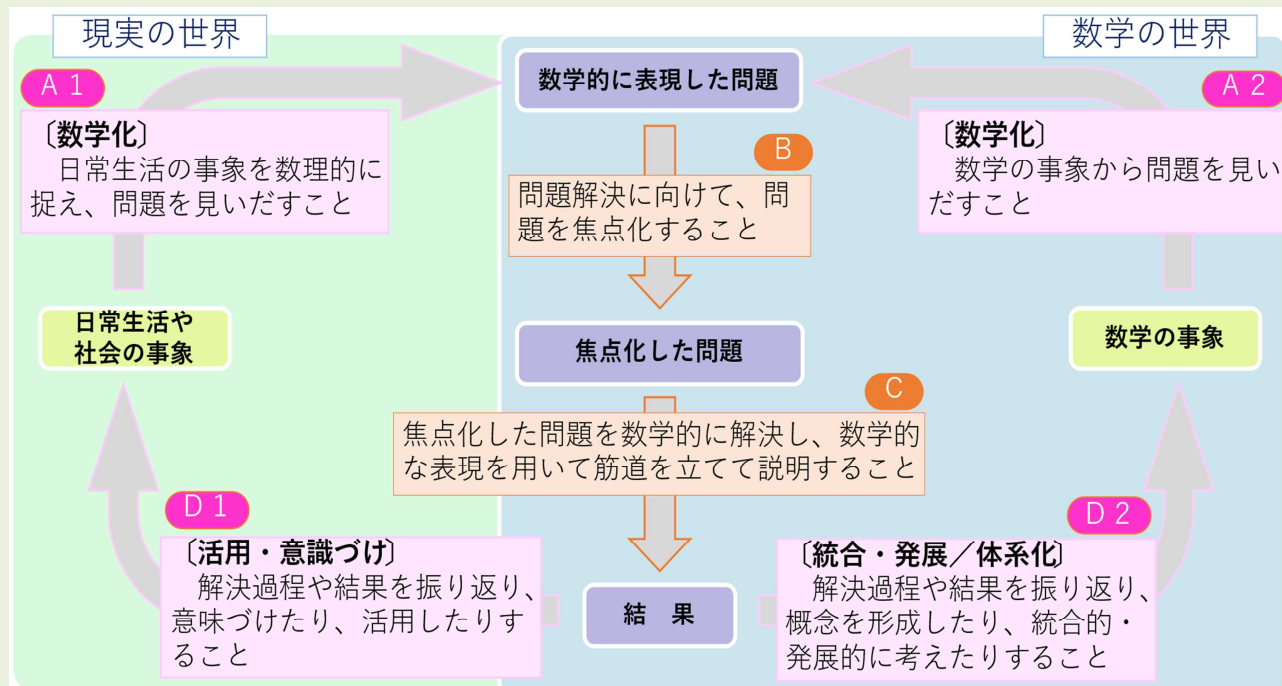 現実の世界
数学の世界
数学的に表現した問題
A 1
〔数学化〕
日常生活の事象を数理的に
捉え、問題を見いだすこと
A 2
〔数学化〕
数学の事象から問題を見い
だすこと
B
問題解決に向けて、問
題を焦点化すること
日常生活や
社会の事象
焦点化した問題
数学の事象
C
焦点化した問題を数学的に解決し、数学的
な表現を用いて筋道を立てて説明すること
D 1
〔活用・意識づけ〕
解決過程や結果を振り返り、
意味づけたり、活用したりす
ること
結　果
D 2
〔統合・発展／体系化〕
解決過程や結果を振り返り、
概念を形成したり、統合的・
発展的に考えたりすること